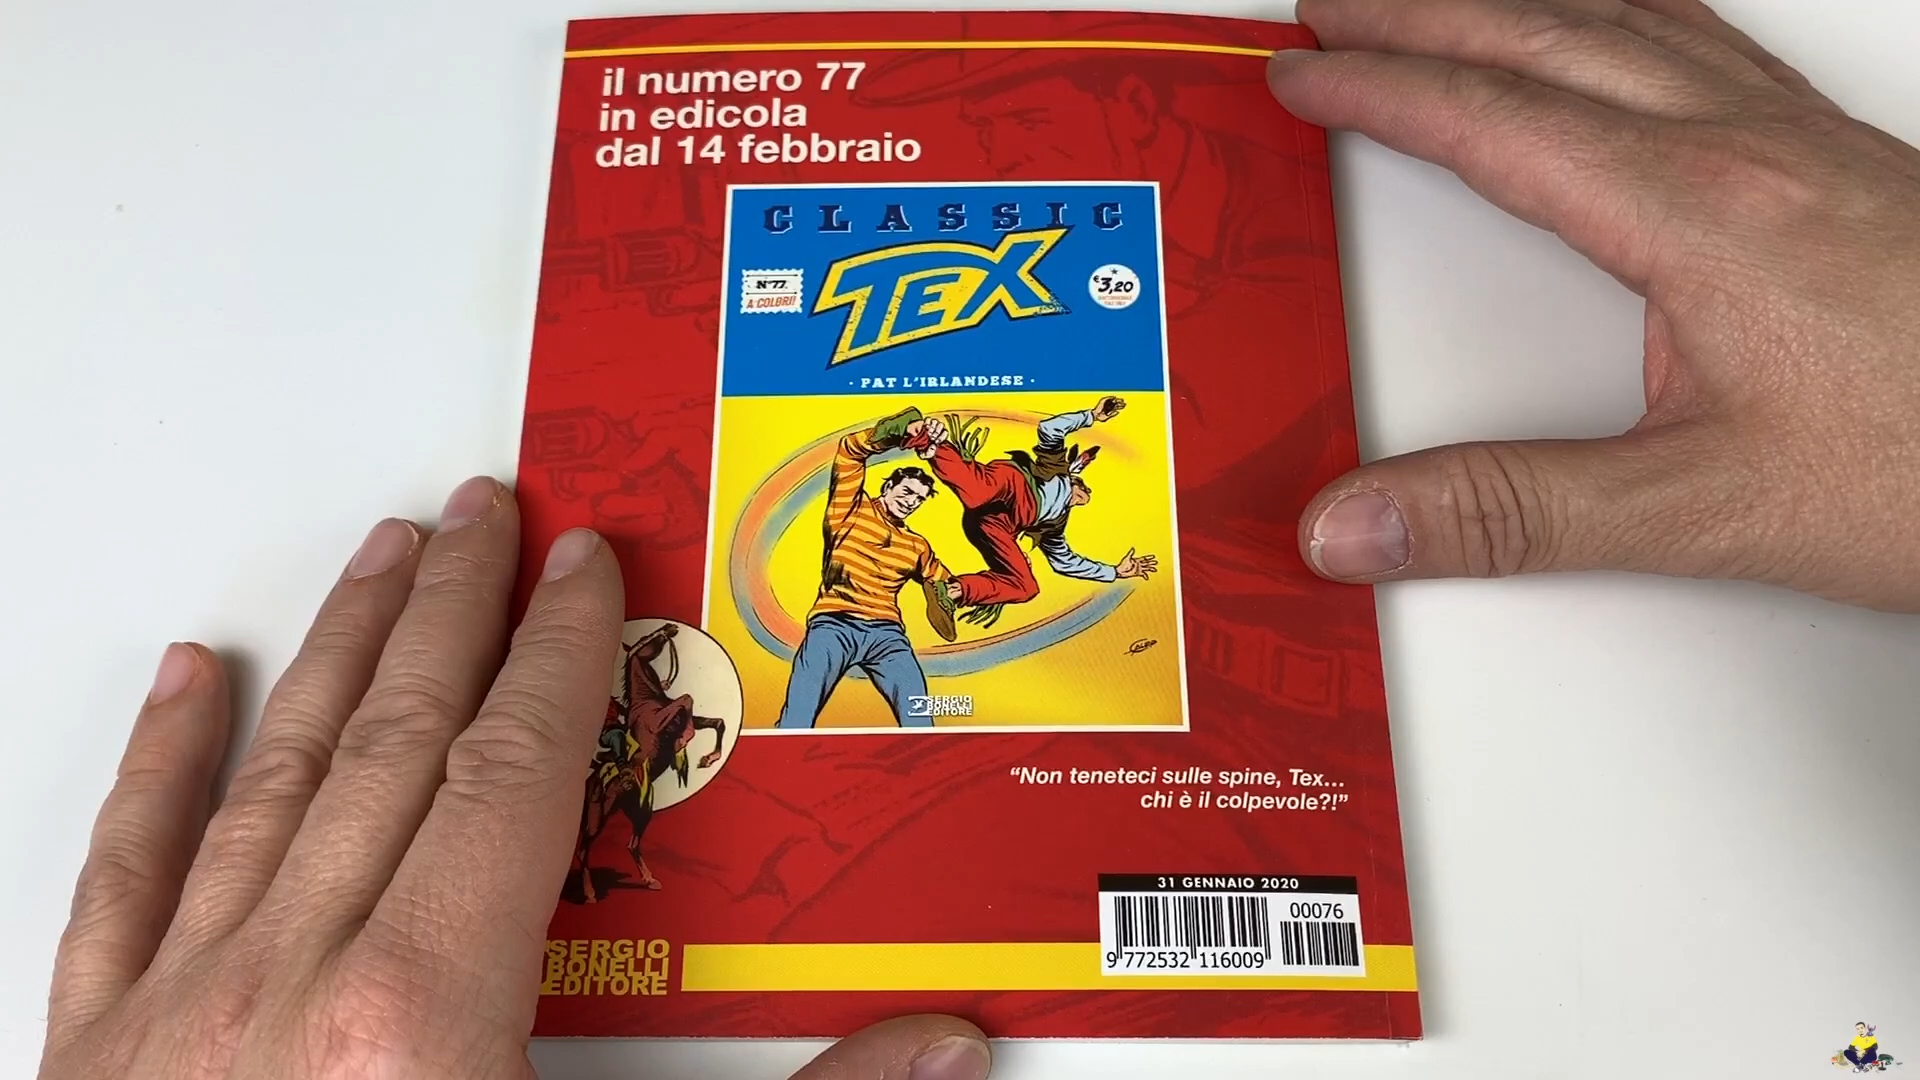 il numero 77
in edicola
dal 14 febbraio
CLASSIC
TEX
N°77
A COLORI!
€3,20
· PAT L'IRLANDESE ·
GALEP
SERGIO
BONELLI
EDITORE
“Non teneteci sulle spine, Tex...
chi è il colpevole?!”
31 GENNAIO 2020
00076
9 772532 116009
SERGIO
BONELLI
EDITORE